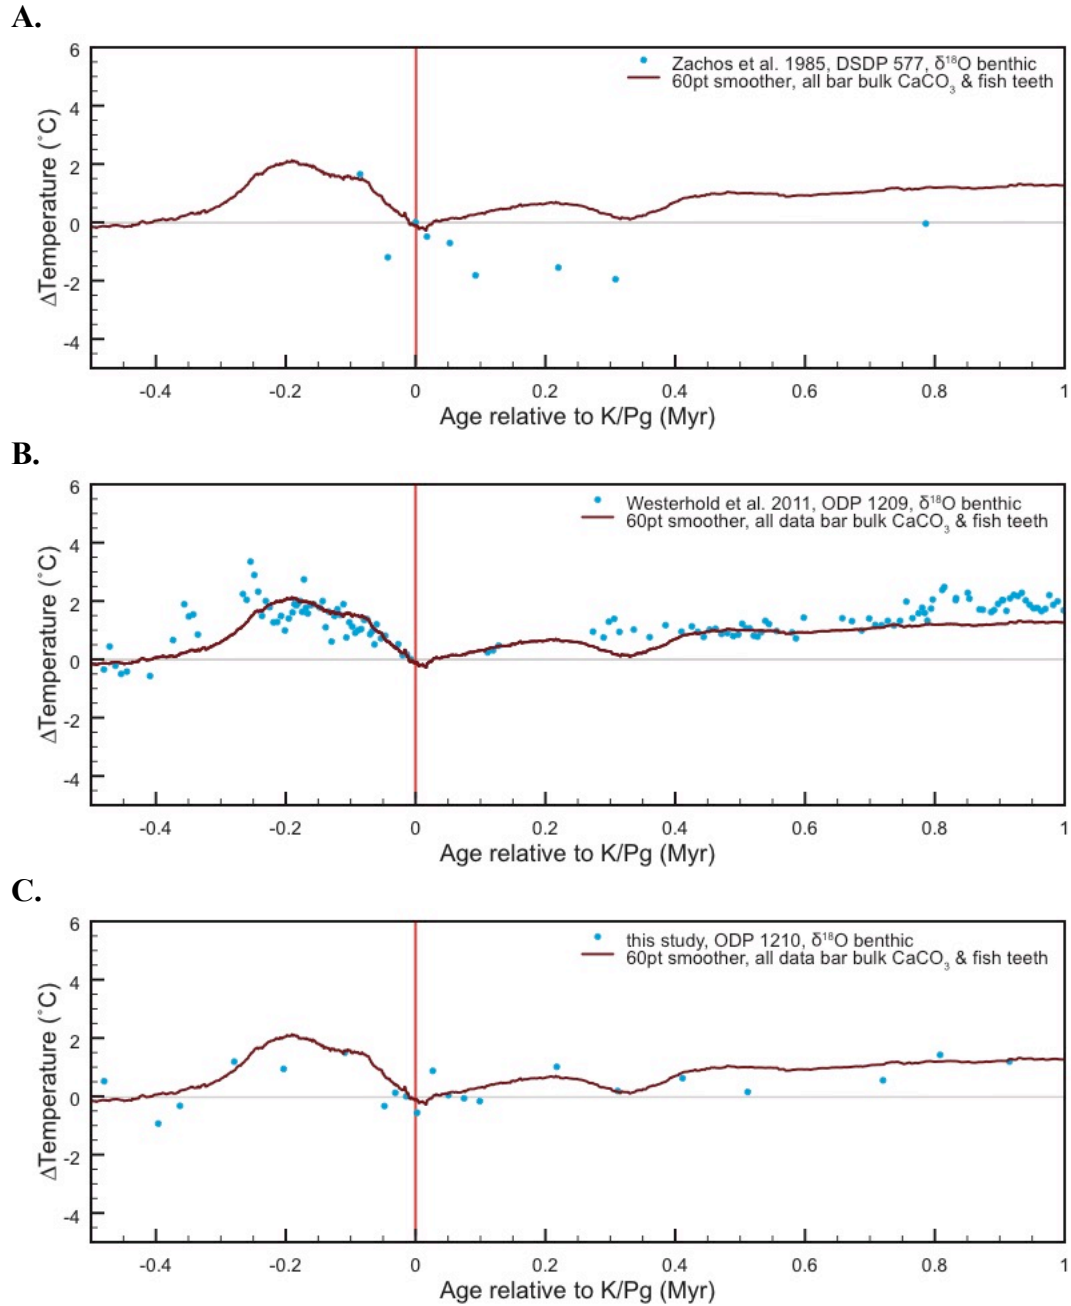 A.
Zachos et al. 1985, DSDP 577, δ¹⁸O benthic
60pt smoother, all bar bulk CaCO₃ & fish teeth
6
4
2
0
-2
-4
ΔTemperature (˚C)
-0.4 -0.2 0 0.2 0.4 0.6 0.8 1
Age relative to K/Pg (Myr)
B.
Westerhold et al. 2011, ODP 1209, δ¹⁸O benthic
60pt smoother, all data bar bulk CaCO₃ & fish teeth
6
4
2
0
-2
-4
ΔTemperature (˚C)
-0.4 -0.2 0 0.2 0.4 0.6 0.8 1
Age relative to K/Pg (Myr)
C.
this study, ODP 1210, δ¹⁸O benthic
60pt smoother, all data bar bulk CaCO₃ & fish teeth
6
4
2
0
-2
-4
ΔTemperature (˚C)
-0.4 -0.2 0 0.2 0.4 0.6 0.8 1
Age relative to K/Pg (Myr)